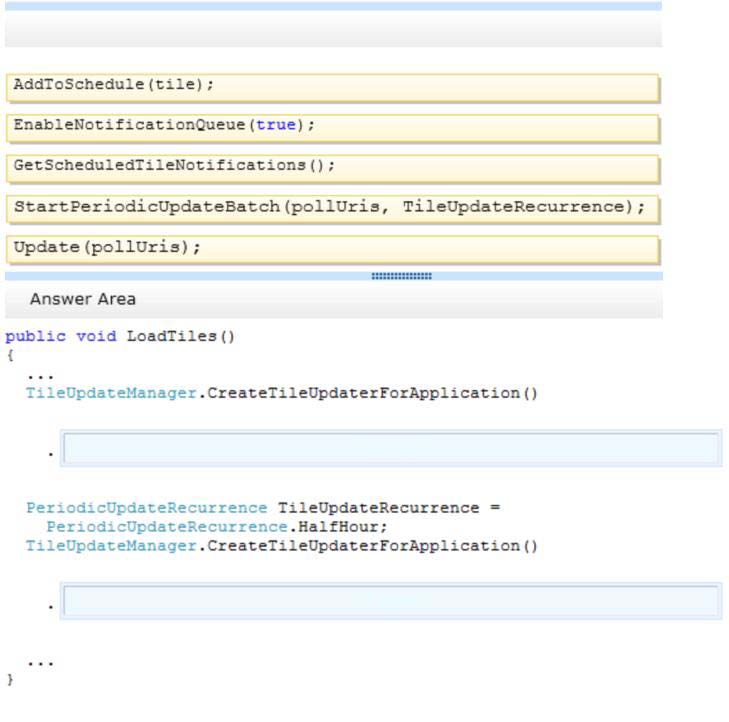 AddToSchedule(tile);
EnableNotificationQueue(true);
GetScheduledTileNotifications();
StartPeriodicUpdateBatch(pollUris, TileUpdateRecurrence);
Update(pollUris);
Answer Area
public void LoadTiles()
{
...
TileUpdateManager.CreateTileUpdaterForApplication()
.
PeriodicUpdateRecurrence TileUpdateRecurrence =
PeriodicUpdateRecurrence.HalfHour;
TileUpdateManager.CreateTileUpdaterForApplication()
.
...
}